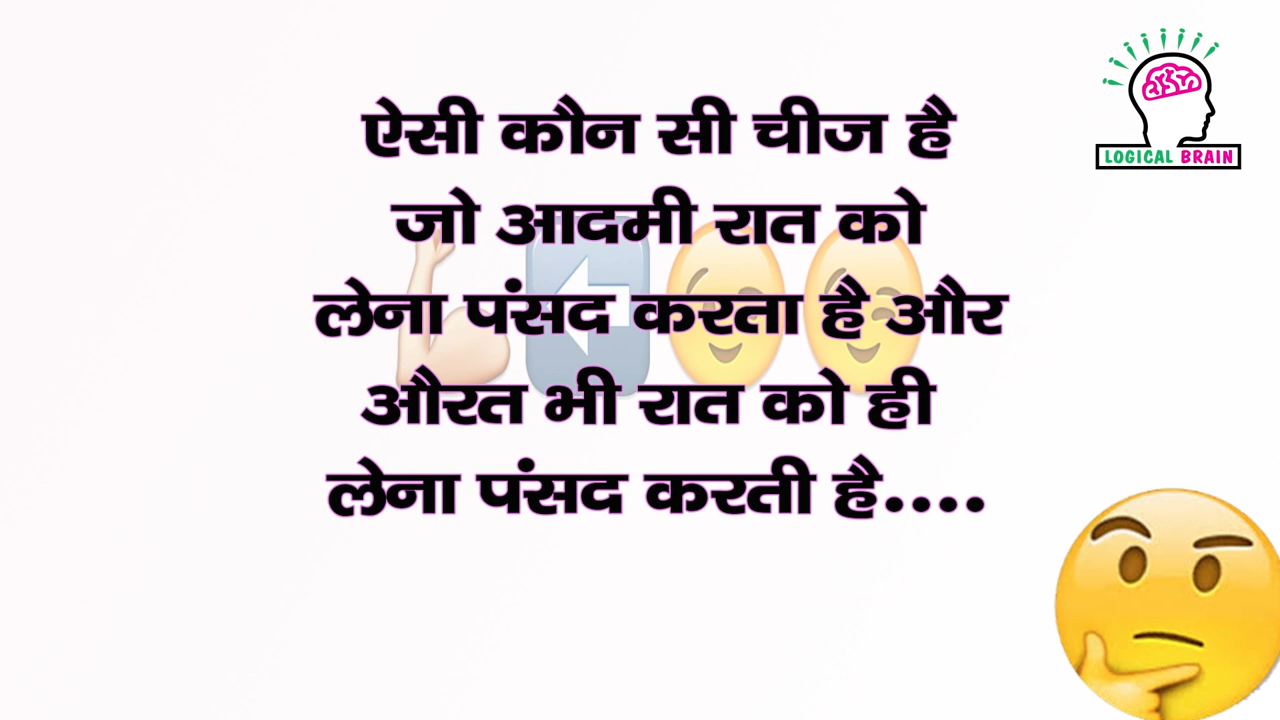 LOGICAL BRAIN
ऐसी कौन सी चीज है
जो आदमी रात को
लेना पंसद करता है और
औरत भी रात को ही
लेना पंसद करती है....